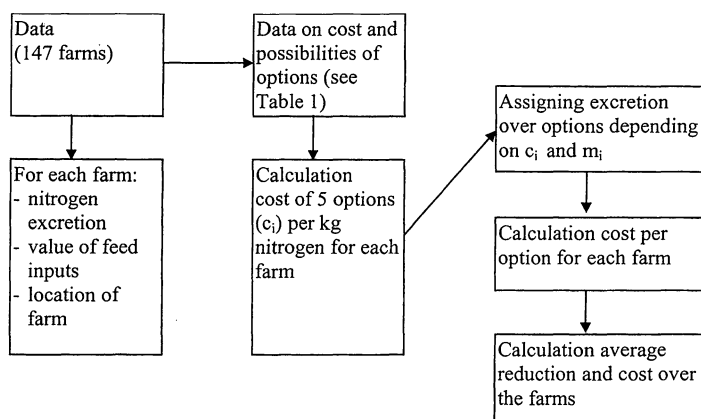 Data
(147 farms)
For each farm:
- nitrogen
excretion
- value of feed
inputs
- location of
farm
Data on cost and
possibilities of
options (see
Table 1)
Calculation
cost of 5 options
(cᵢ) per kg
nitrogen for each
farm
Assigning excretion
over options depending
on cᵢ and mᵢ
Calculation cost per
option for each farm
Calculation average
reduction and cost over
the farms